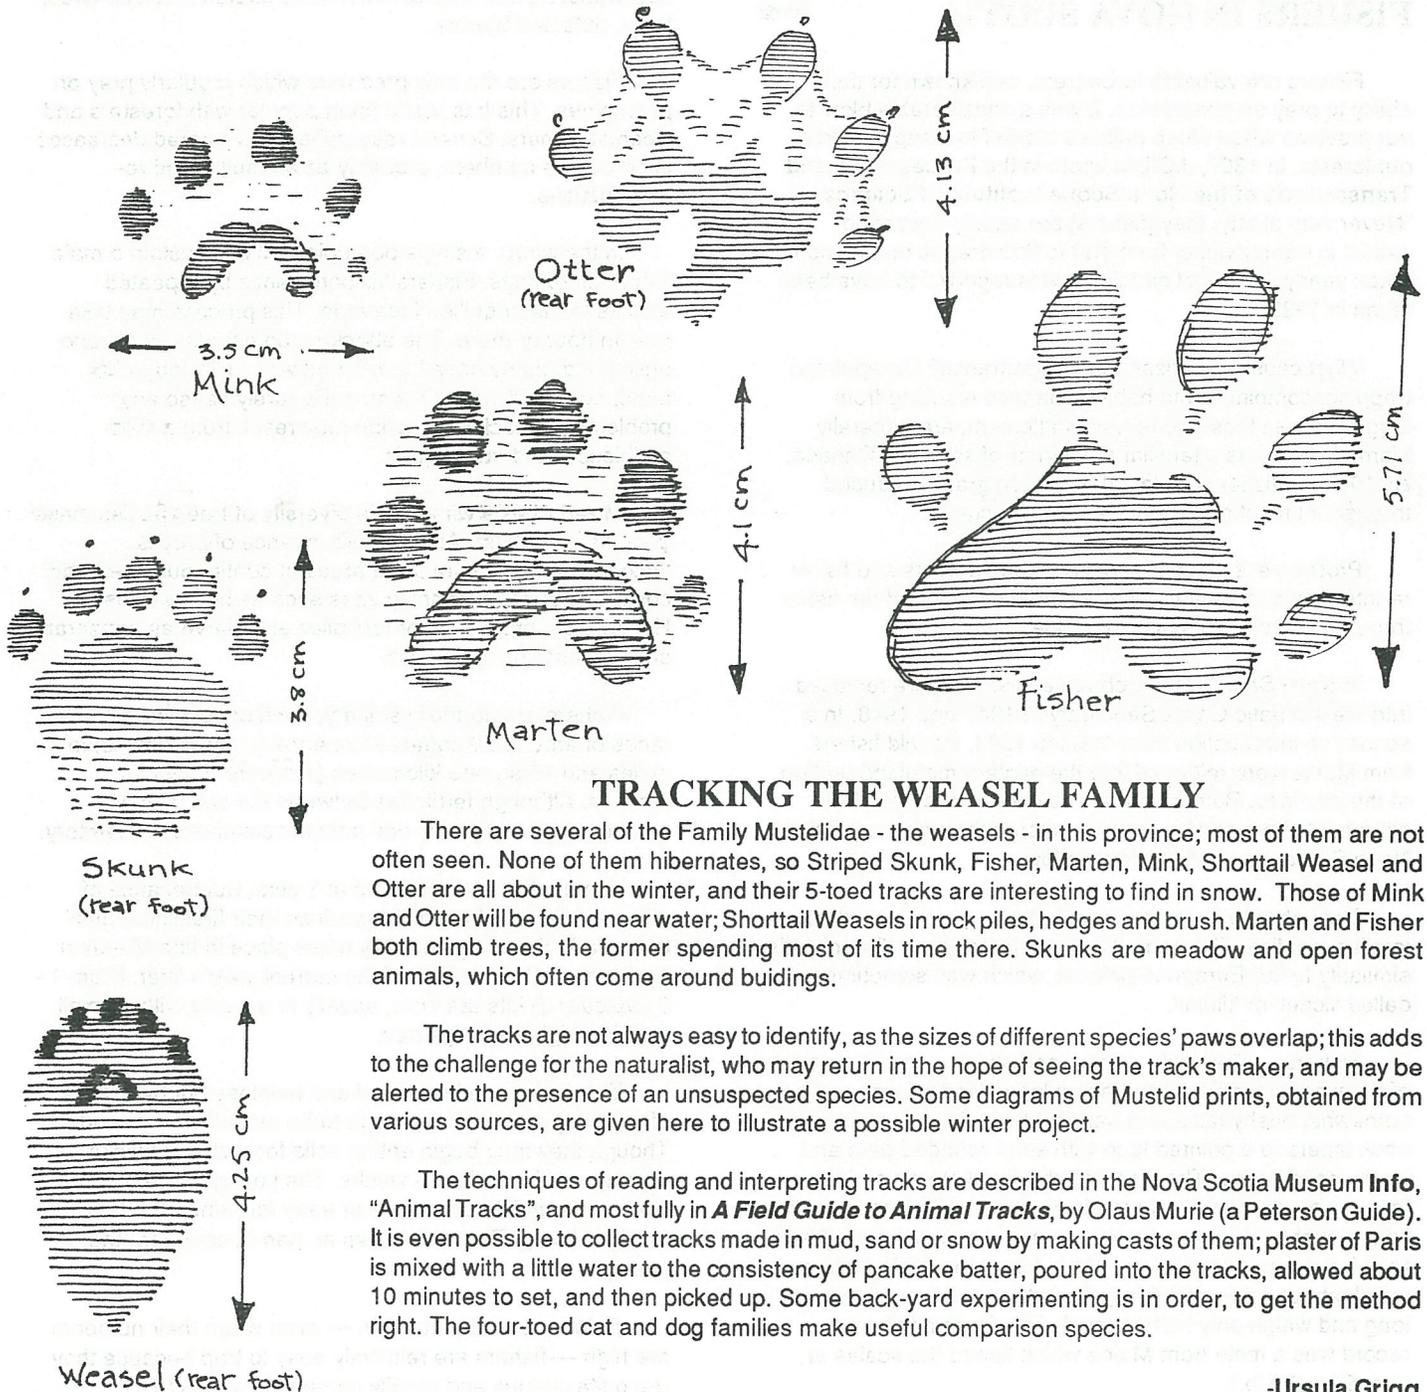 4.13 cm
Otter
(rear foot)
3.5 cm
Mink
5.7 cm
4.1 cm
3.8 cm
Fisher
Marten
Skunk
(rear foot)
TRACKING THE WEASEL FAMILY
There are several of the Family Mustelidae - the weasels - in this province; most of them are not
often seen. None of them hibernates, so Striped Skunk, Fisher, Marten, Mink, Shorttail Weasel and
Otter are all about in the winter, and their 5-toed tracks are interesting to find in snow. Those of Mink
and Otter will be found near water; Shorttail Weasels in rock piles, hedges and brush. Marten and Fisher
both climb trees, the former spending most of its time there. Skunks are meadow and open forest
animals, which often come around buidings.
The tracks are not always easy to identify, as the sizes of different species' paws overlap; this adds
to the challenge for the naturalist, who may return in the hope of seeing the track's maker, and may be
alerted to the presence of an unsuspected species. Some diagrams of Mustelid prints, obtained from
various sources, are given here to illustrate a possible winter project.
4.25 cm
The techniques of reading and interpreting tracks are described in the Nova Scotia Museum Info,
"Animal Tracks", and most fully in A Field Guide to Animal Tracks, by Olaus Murie (a Peterson Guide).
It is even possible to collect tracks made in mud, sand or snow by making casts of them; plaster of Paris
is mixed with a little water to the consistency of pancake batter, poured into the tracks, allowed about
10 minutes to set, and then picked up. Some back-yard experimenting is in order, to get the method
right. The four-toed cat and dog families make useful comparison species.
Weasel (rear foot)
-Ursula Grigg